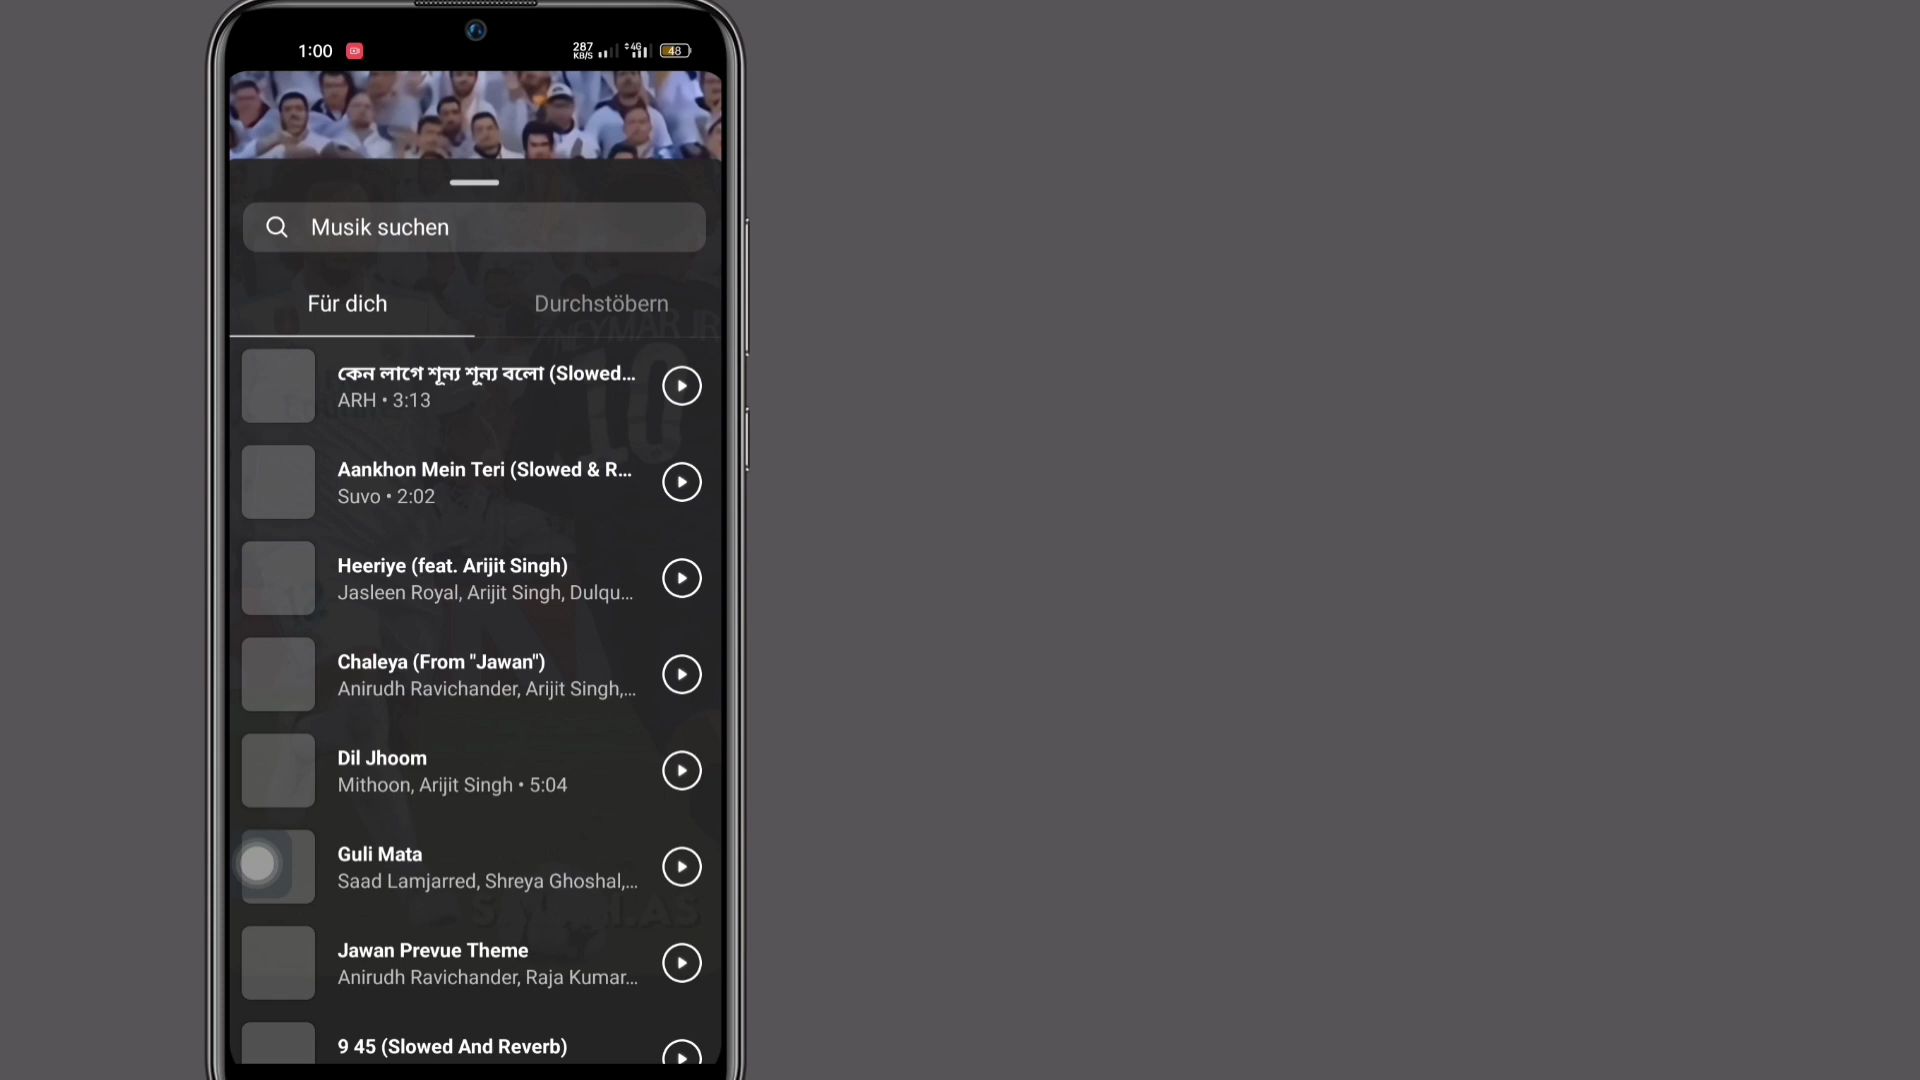 1:00
287
KB/S
4G
48
Musik suchen
Für dich
Durchstöbern
NEYMAR JR
10
কেন লাগে শূন্য শূন্য বলো (Slowed...
ARH • 3:13
Aankhon Mein Teri (Slowed & R...
Suvo • 2:02
Heeriye (feat. Arijit Singh)
Jasleen Royal, Arijit Singh, Dulqu...
Chaleya (From "Jawan")
Anirudh Ravichander, Arijit Singh,...
Dil Jhoom
Mithoon, Arijit Singh • 5:04
Guli Mata
Saad Lamjarred, Shreya Ghoshal,...
Jawan Prevue Theme
Anirudh Ravichander, Raja Kumar...
9 45 (Slowed And Reverb)